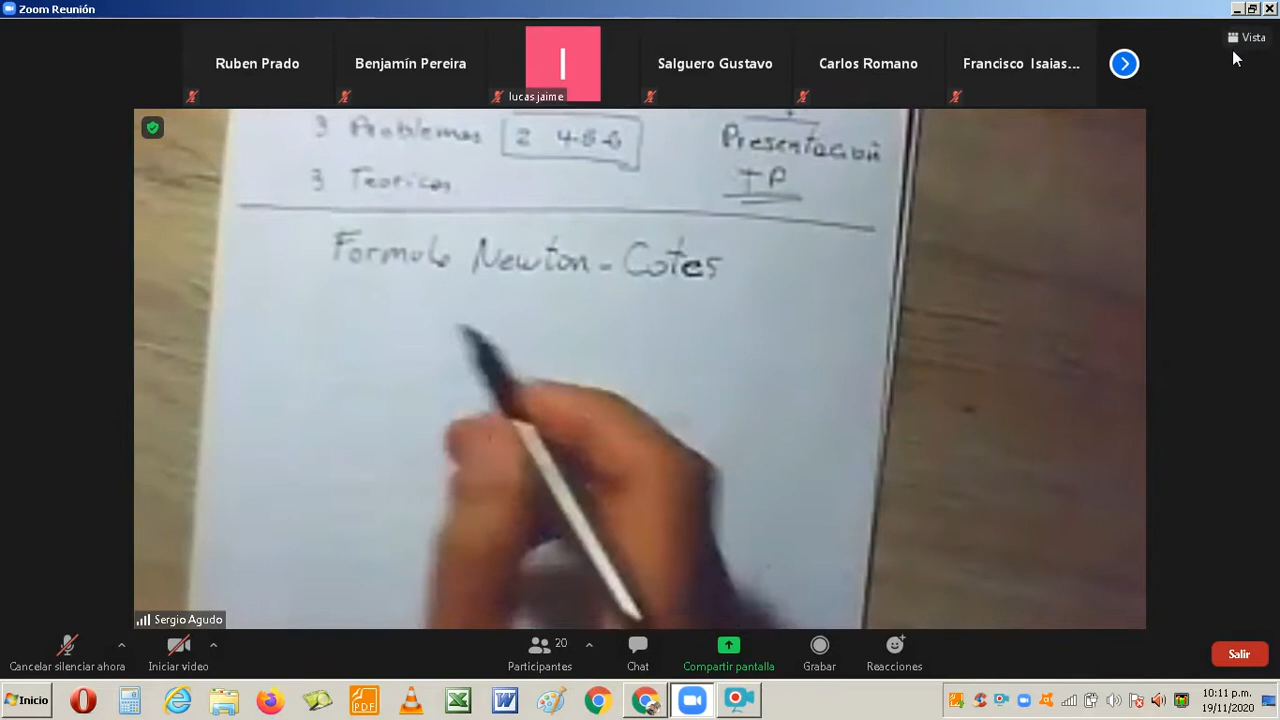 Zoom Reunión
Vista
Ruben Prado
Benjamín Pereira
I
lucas jaime
Salguero Gustavo
Carlos Romano
Francisco Isaias...
3 Problemas 2 4-5-6
Presentación
3 Teoricos
TP
Formula Newton - Cotes
Sergio Agudo
20
Cancelar silenciar ahora
Iniciar video
Participantes
Chat
Compartir pantalla
Grabar
Reacciones
Salir
Inicio
PDF
10:11 p.m.
19/11/2020